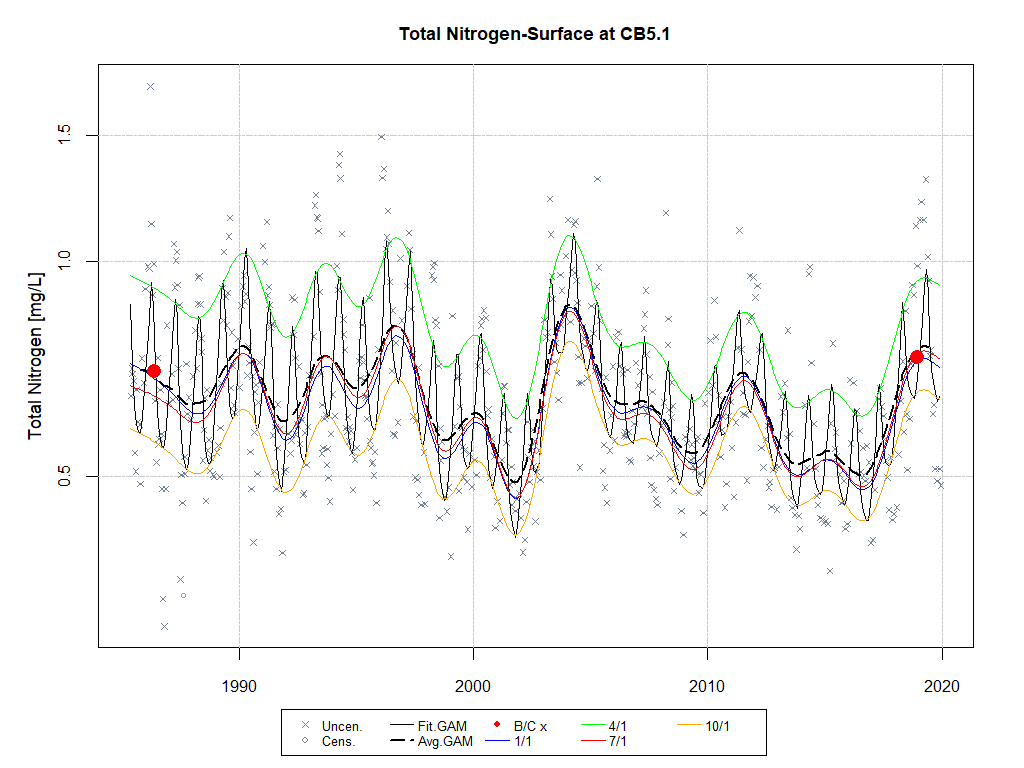 Total Nitrogen-Surface at CB5.1
Total Nitrogen [mg/L]
1.5
1.0
0.5
1990 2000 2010 2020
Uncen. Fit.GAM B/C x 4/1 10/1
Cens. Avg.GAM 1/1 7/1